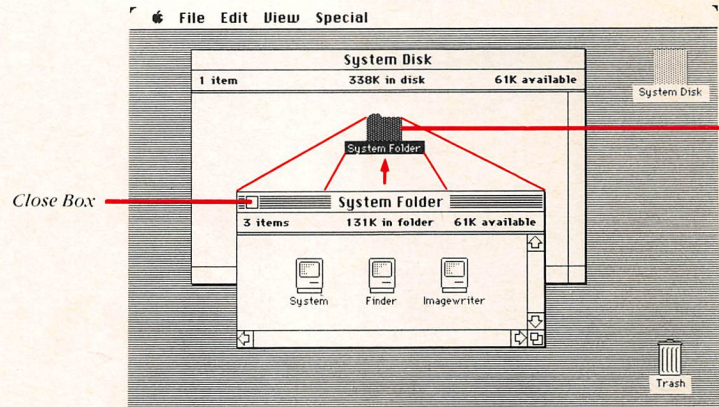 File Edit View Special
System Disk
1 item 338K in disk 61K available
System Disk
System Folder
Close Box
System Folder
3 items 131K in folder 61K available
System Finder Imagewriter
Trash